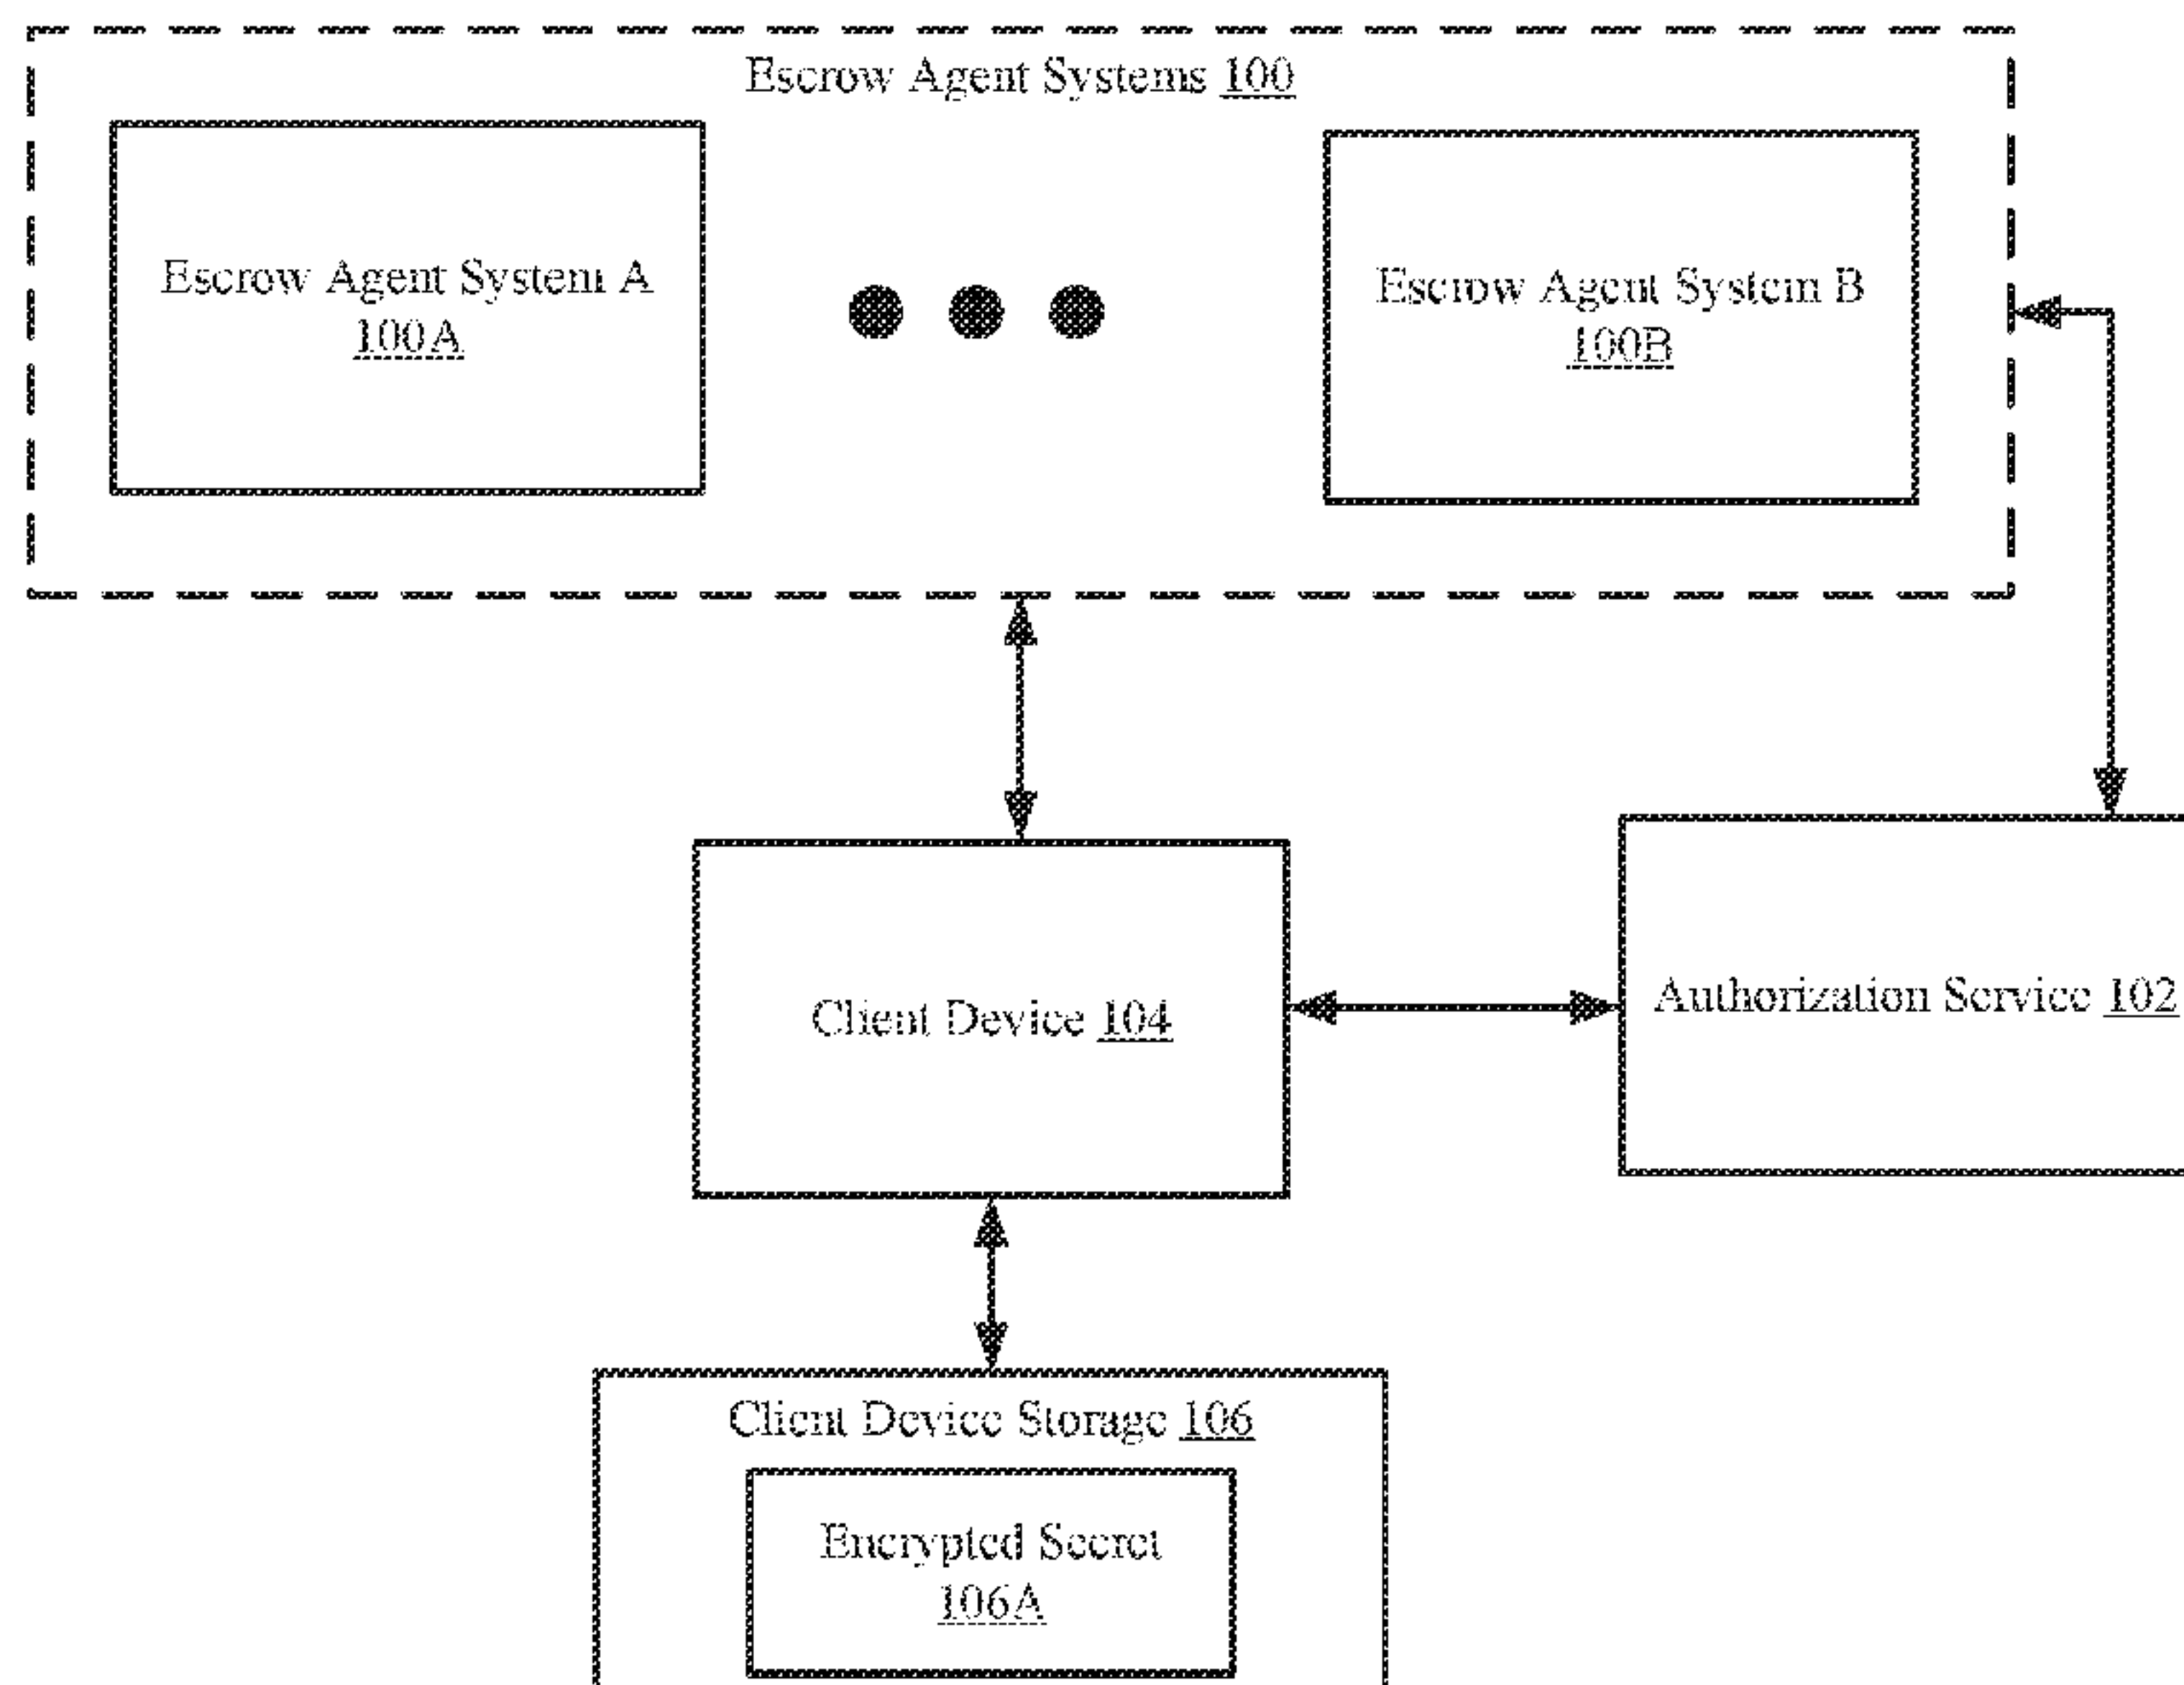 Escrow Agent Systems 100
Escrow Agent System A
100A
Escrow Agent System B
100B
Client Device 104
Authorization Service 102
Client Device Storage 106
Encrypted Secret
106A